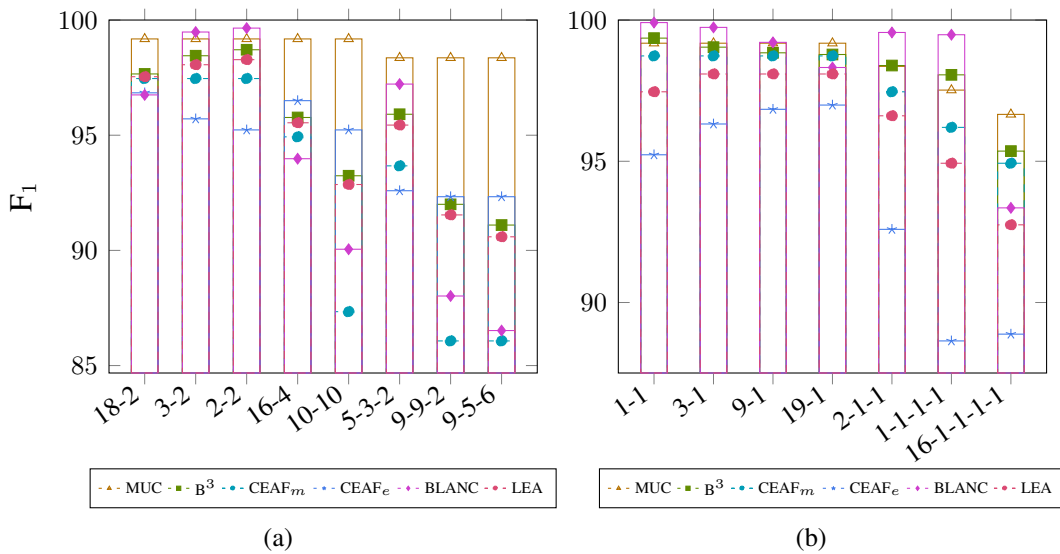 F₁
100
95
90
85
18-2 3-2 2-2 16-4 10-10 5-3-2 9-9-2 9-5-6
MUC B³ CEAFₘ CEAFₑ BLANC LEA
(a)
100
95
90
1-1 3-1 9-1 19-1 2-1-1 1-1-1-1 16-1-1-1-1
MUC B³ CEAFₘ CEAFₑ BLANC LEA
(b)